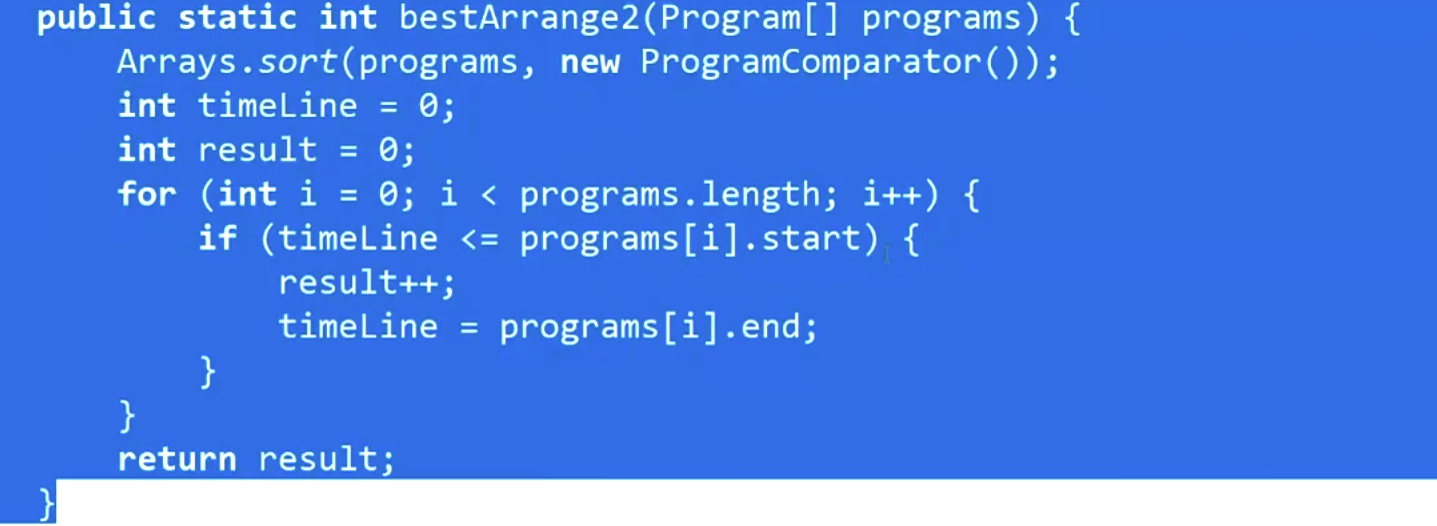 public static int bestArrange2(Program[] programs) {
    Arrays.sort(programs, new ProgramComparator());
    int timeLine = 0;
    int result = 0;
    for (int i = 0; i < programs.length; i++) {
        if (timeLine <= programs[i].start) {
            result++;
            timeLine = programs[i].end;
        }
    }
    return result;
}